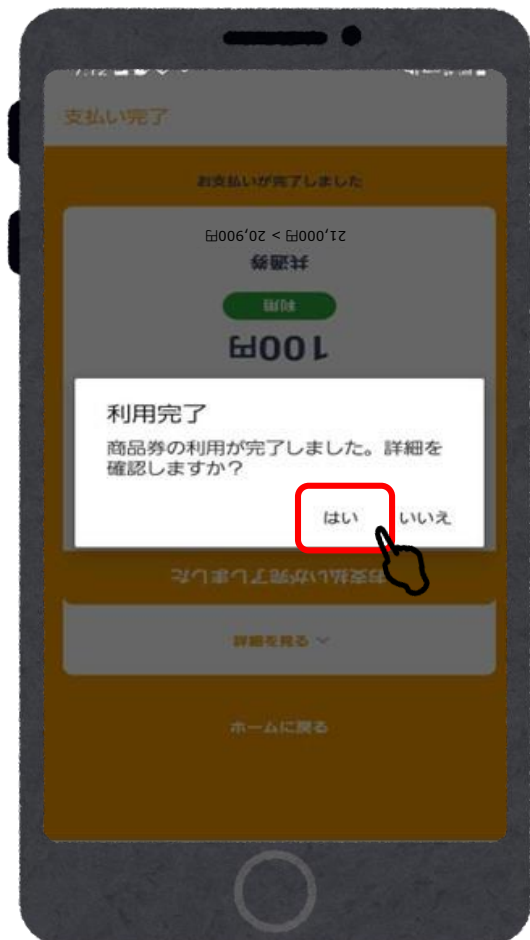 支払い完了
お支払いが完了しました
21,000円 > 20,900円
共通券
利用
100円
利用完了
商品券の利用が完了しました。詳細を
確認しますか？
はい いいえ
お支払いが完了しました
詳細を見る
ホームに戻る